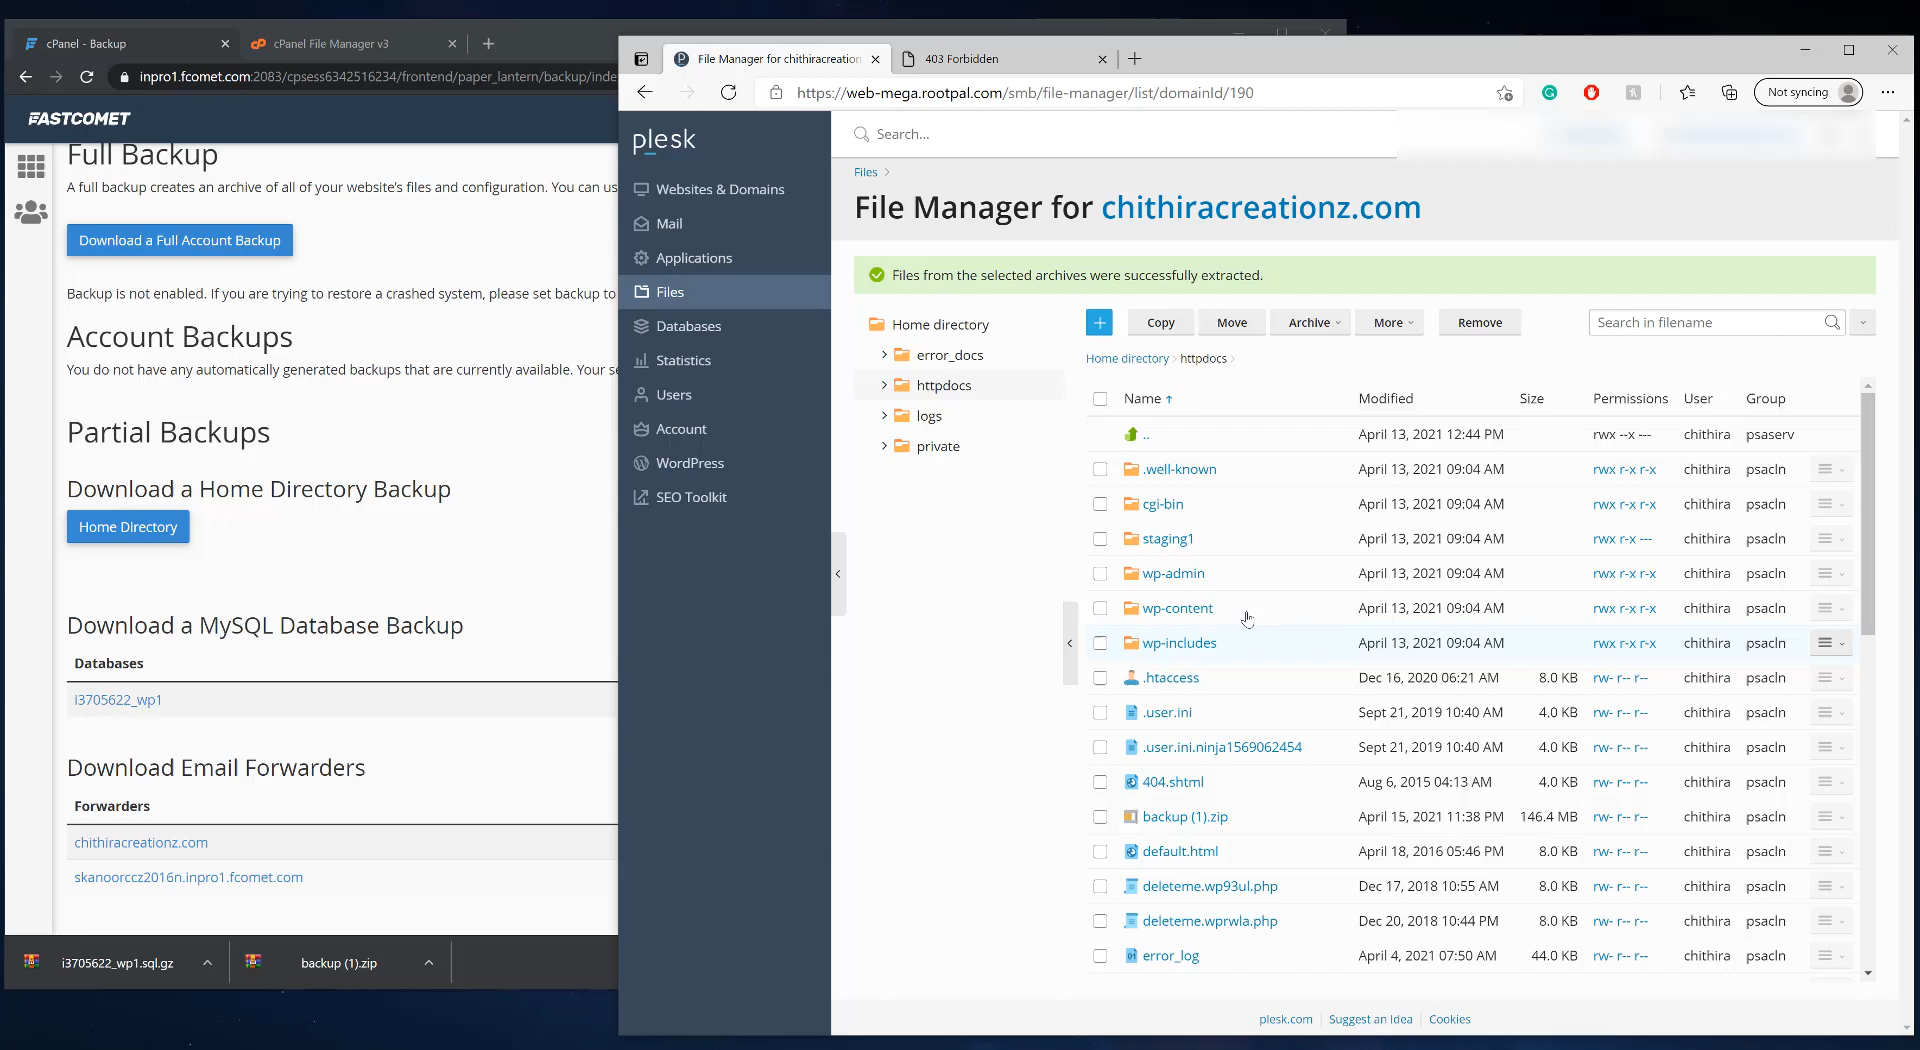 cPanel - Backup
cPanel File Manager v3
inpro1.fcomet.com:2083/cpsess6342516234/frontend/paper_lantern/backup/inde
FASTCOMET
Full Backup
A full backup creates an archive of all of your website's files and configuration. You can us
Download a Full Account Backup
Backup is not enabled. If you are trying to restore a crashed system, please set backup to
Account Backups
You do not have any automatically generated backups that are currently available. Your se
Partial Backups
Download a Home Directory Backup
Home Directory
Download a MySQL Database Backup
Databases
i3705622_wp1
Download Email Forwarders
Forwarders
chithiracreationz.com
skanoorccz2016n.inpro1.fcomet.com
i3705622_wp1.sql.gz
backup (1).zip
File Manager for chithiracreation
403 Forbidden
https://web-mega.rootpal.com/smb/file-manager/list/domainId/190
Not syncing
plesk
Websites & Domains
Mail
Applications
Files
Databases
Statistics
Users
Account
WordPress
SEO Toolkit
Search...
Files
File Manager for chithiracreationz.com
Files from the selected archives were successfully extracted.
Home directory
error_docs
httpdocs
logs
private
Copy Move Archive More Remove Search in filename
Home directory httpdocs
Name Modified Size Permissions User Group
.. April 13, 2021 12:44 PM rwx --x --- chithira psaserv
.well-known April 13, 2021 09:04 AM rwx r-x r-x chithira psacln
cgi-bin April 13, 2021 09:04 AM rwx r-x r-x chithira psacln
staging1 April 13, 2021 09:04 AM rwx r-x --- chithira psacln
wp-admin April 13, 2021 09:04 AM rwx r-x r-x chithira psacln
wp-content April 13, 2021 09:04 AM rwx r-x r-x chithira psacln
wp-includes April 13, 2021 09:04 AM rwx r-x r-x chithira psacln
.htaccess Dec 16, 2020 06:21 AM 8.0 KB rw- r-- r-- chithira psacln
.user.ini Sept 21, 2019 10:40 AM 4.0 KB rw- r-- r-- chithira psacln
.user.ini.ninja1569062454 Sept 21, 2019 10:40 AM 4.0 KB rw- r-- r-- chithira psacln
404.shtml Aug 6, 2015 04:13 AM 4.0 KB rw- r-- r-- chithira psacln
backup (1).zip April 15, 2021 11:38 PM 146.4 MB rw- r-- r-- chithira psacln
default.html April 18, 2016 05:46 PM 8.0 KB rw- r-- r-- chithira psacln
deleteme.wp93ul.php Dec 17, 2018 10:55 AM 8.0 KB rw- r-- r-- chithira psacln
deleteme.wprwla.php Dec 20, 2018 10:44 PM 8.0 KB rw- r-- r-- chithira psacln
error_log April 4, 2021 07:50 AM 44.0 KB rw- r-- r-- chithira psacln
plesk.com Suggest an Idea Cookies